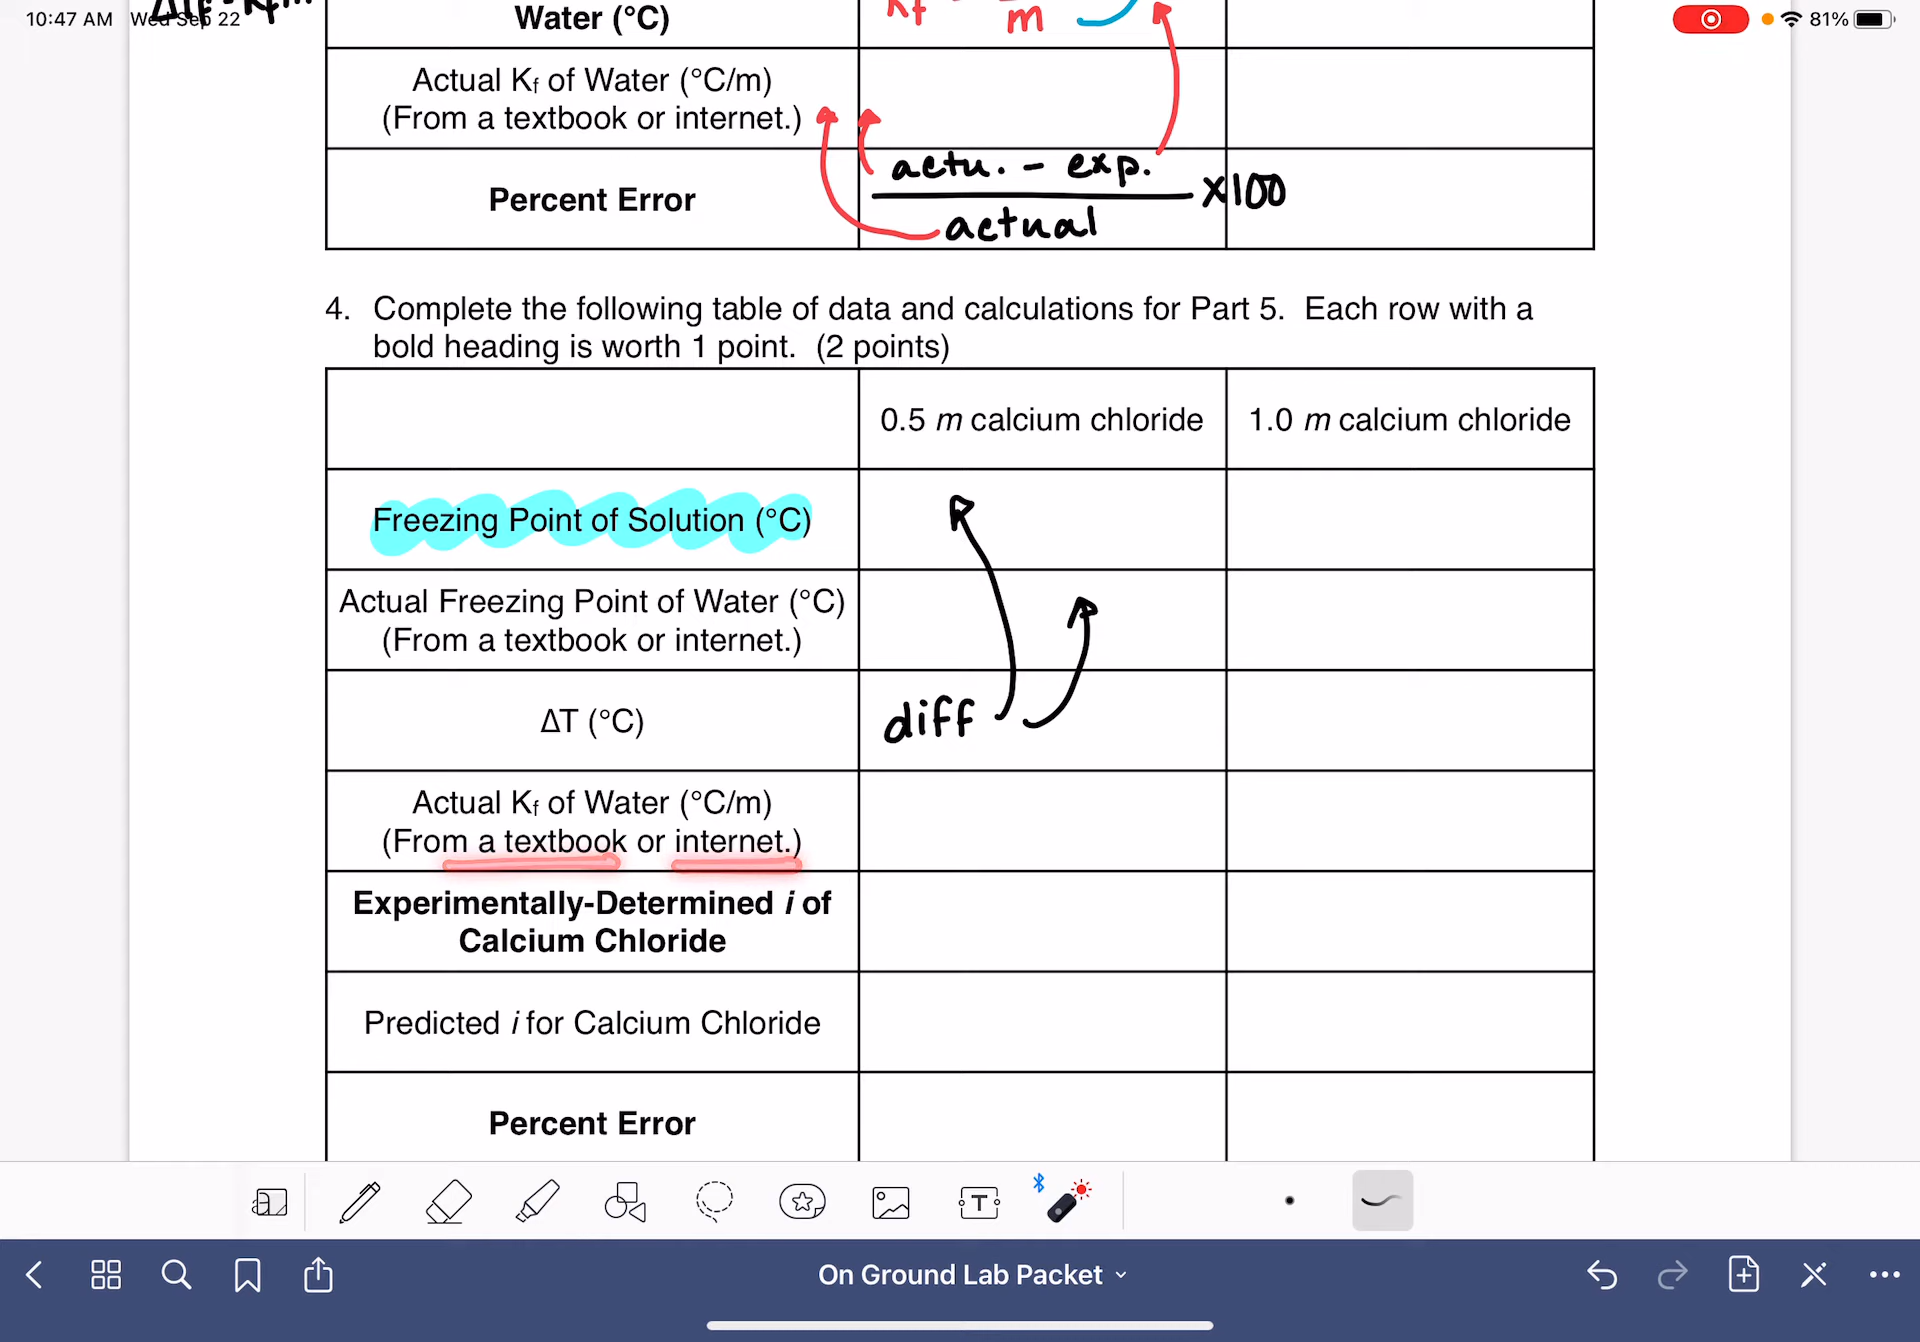 10:47 AM Wed Sep 22
81%
Water (°C)
m
Actual Kf of Water (°C/m)
(From a textbook or internet.)
Percent Error
actu. - exp.
actual
x100
4. Complete the following table of data and calculations for Part 5. Each row with a
bold heading is worth 1 point. (2 points)
0.5 m calcium chloride
1.0 m calcium chloride
Freezing Point of Solution (°C)
Actual Freezing Point of Water (°C)
(From a textbook or internet.)
ΔT (°C)
diff
Actual Kf of Water (°C/m)
(From a textbook or internet.)
Experimentally-Determined i of
Calcium Chloride
Predicted i for Calcium Chloride
Percent Error
On Ground Lab Packet